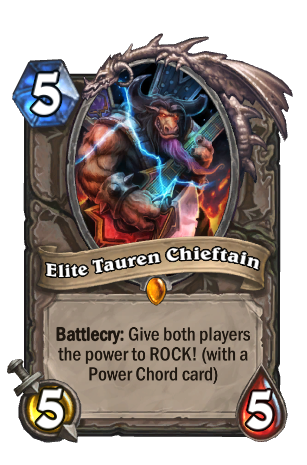 5
Elite Tauren Chieftain
Battlecry: Give both players
the power to ROCK! (with a
Power Chord card)
5
5